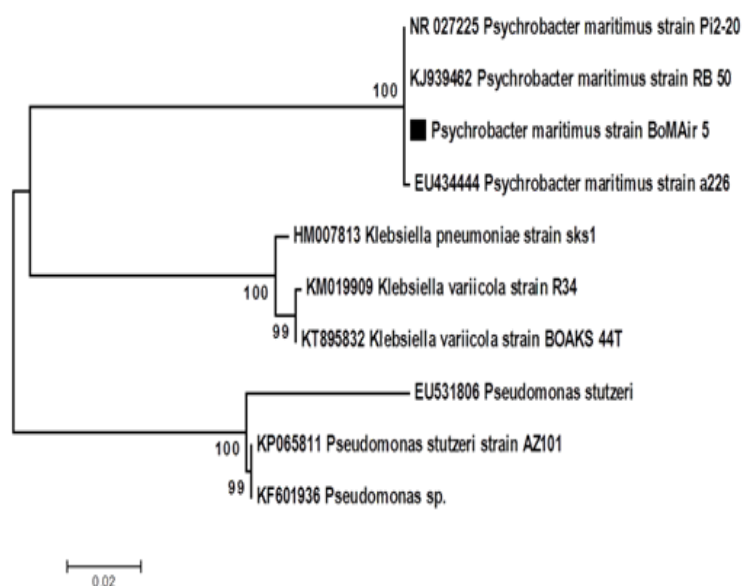 NR 027225 Psychrobacter maritimus strain Pi2-20
KJ939462 Psychrobacter maritimus strain RB 50
100
Psychrobacter maritimus strain BoMAir 5
EU434444 Psychrobacter maritimus strain a226
HM007813 Klebsiella pneumoniae strain sks1
KM019909 Klebsiella variicola strain R34
100
99
KT895832 Klebsiella variicola strain BOAKS 44T
EU531806 Pseudomonas stutzeri
KP065811 Pseudomonas stutzeri strain AZ101
100
99
KF601936 Pseudomonas sp.
0.02